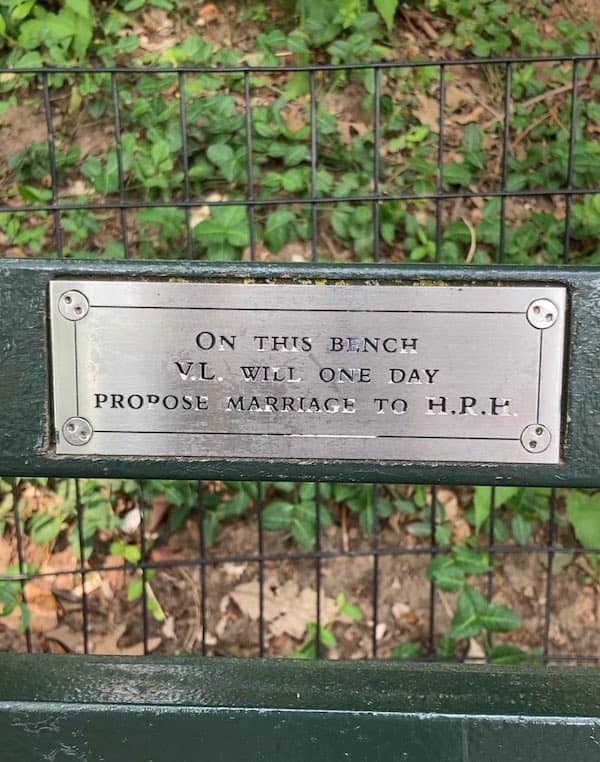 ON THIS BENCH
V.L. WILL ONE DAY
PROPOSE MARRIAGE TO H.R.H.